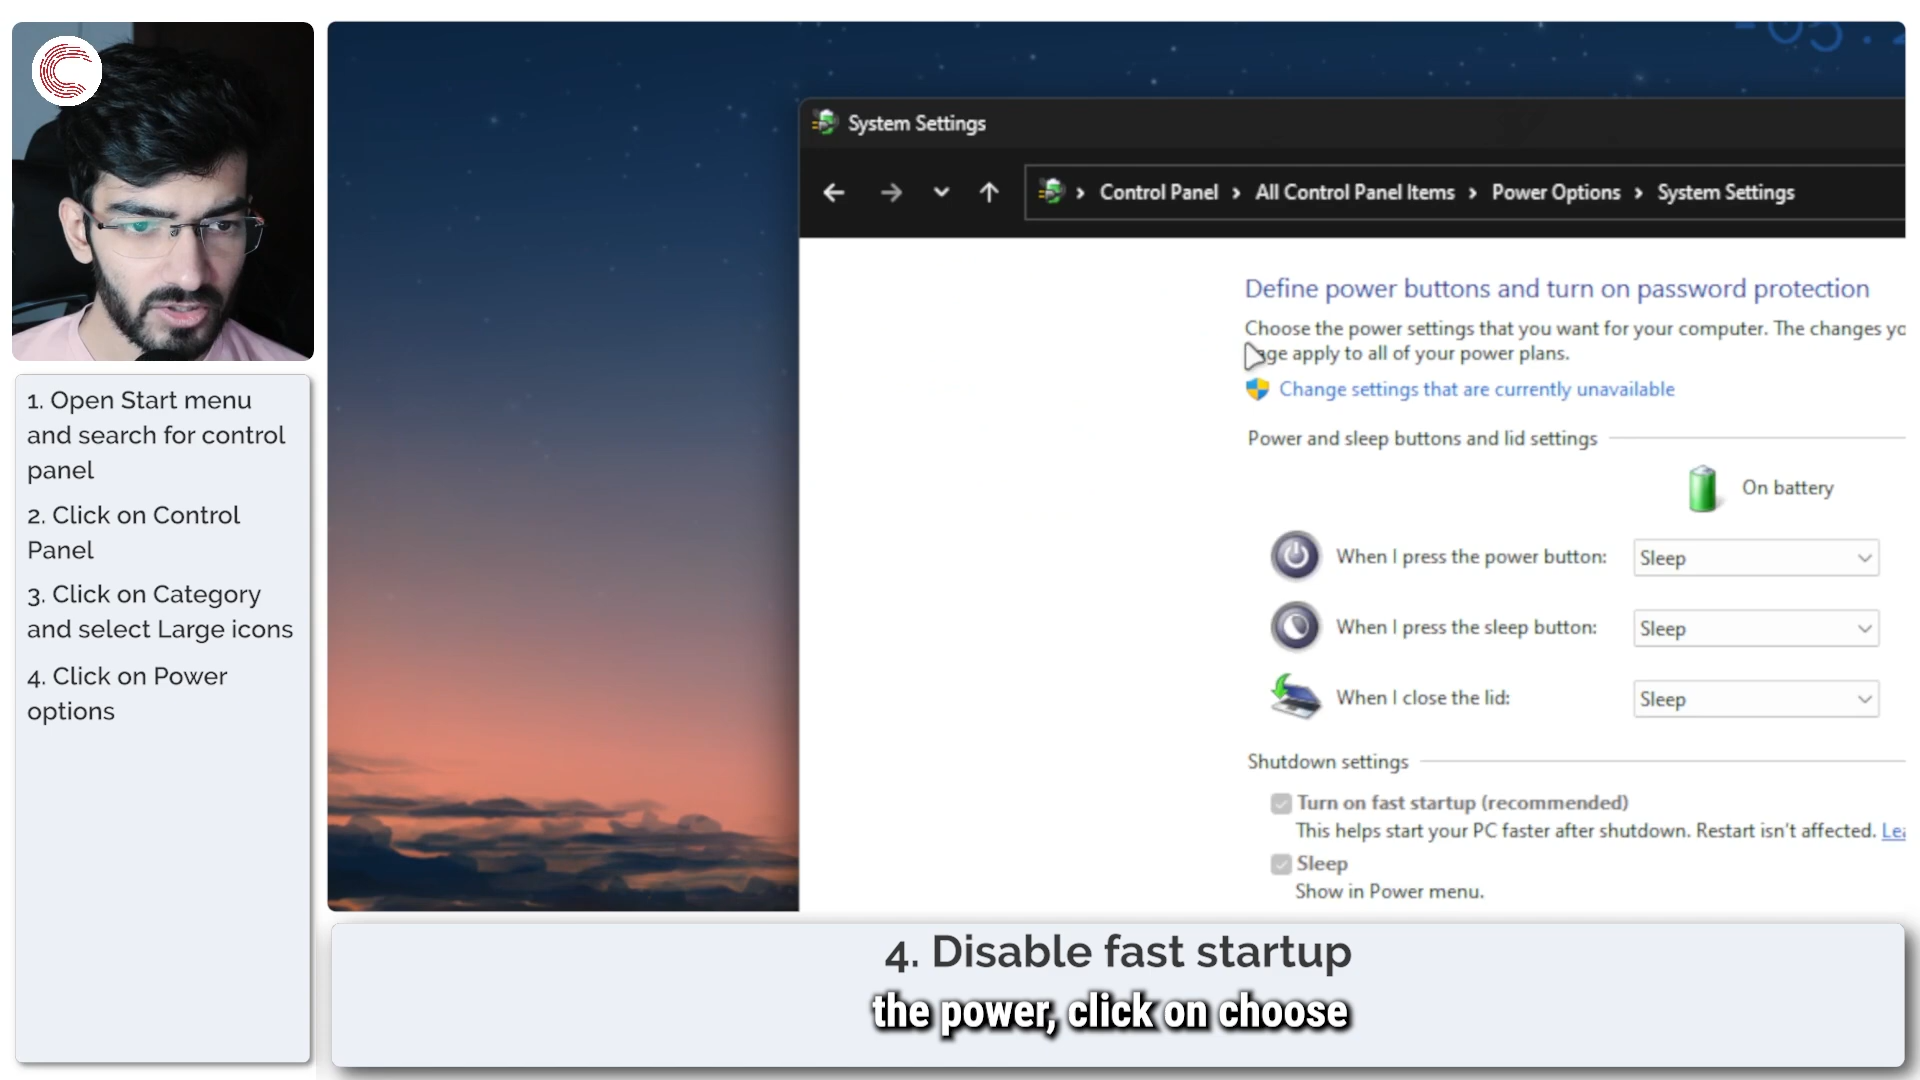 1. Open Start menu
and search for control
panel
2. Click on Control
Panel
3. Click on Category
and select Large icons
4. Click on Power
options
System Settings
Control Panel > All Control Panel Items > Power Options > System Settings
Define power buttons and turn on password protection
Choose the power settings that you want for your computer. The changes yo
age apply to all of your power plans.
Change settings that are currently unavailable
Power and sleep buttons and lid settings
On battery
When I press the power button: Sleep
When I press the sleep button: Sleep
When I close the lid: Sleep
Shutdown settings
Turn on fast startup (recommended)
This helps start your PC faster after shutdown. Restart isn't affected. Lea
Sleep
Show in Power menu.
4. Disable fast startup
the power, click on choose